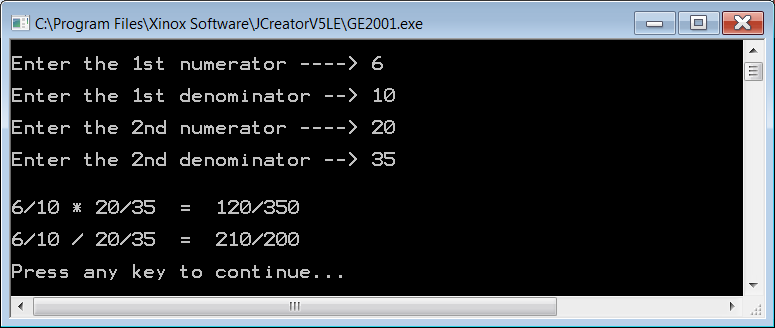 C:\Program Files\Xinox Software\JCreatorV5LE\GE2001.exe
Enter the 1st numerator ----> 6
Enter the 1st denominator --> 10
Enter the 2nd numerator ----> 20
Enter the 2nd denominator --> 35
6/10 * 20/35  =  120/350
6/10 / 20/35  =  210/200
Press any key to continue...